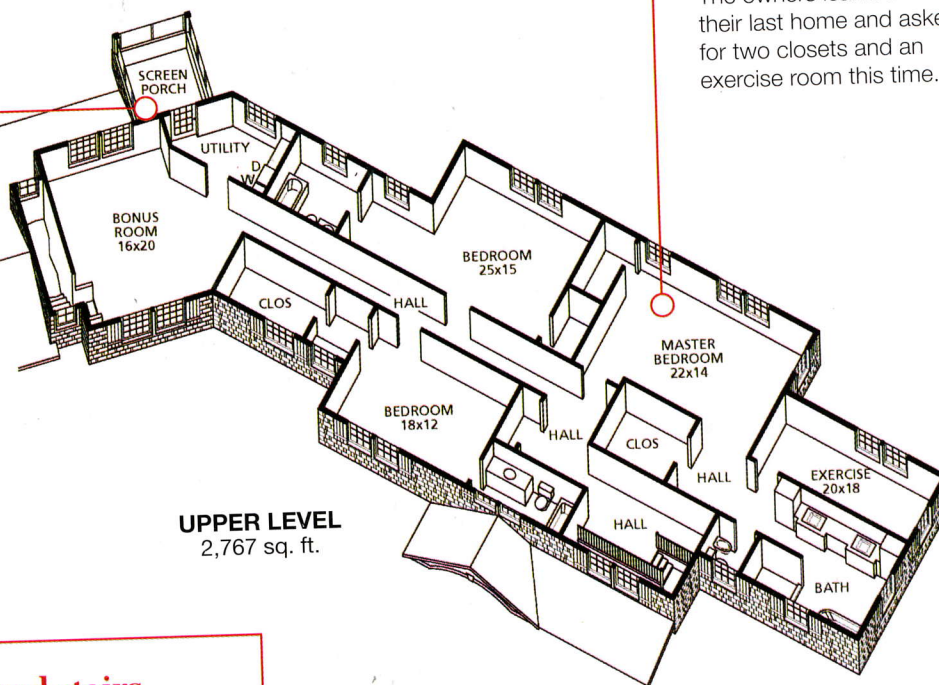 their last home and aske
for two closets and an
exercise room this time.
SCREEN
PORCH
UTILITY
D
W
BONUS
ROOM
16x20
BEDROOM
25x15
CLOS
HALL
MASTER
BEDROOM
22x14
BEDROOM
18x12
HALL
CLOS
HALL
EXERCISE
20x18
HALL
BATH
UPPER LEVEL
2,767 sq. ft.